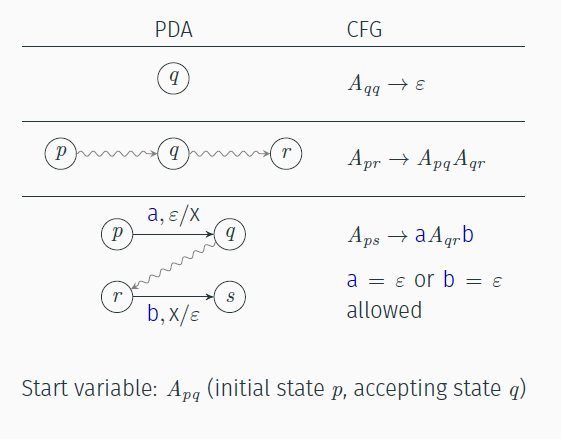 PDA CFG
q A_qq → ε
p q r A_pr → A_pq A_qr
a, ε/x
p q A_ps → a A_qr b
a = ε or b = ε
r s allowed
b, x/ε
Start variable: A_pq (initial state p, accepting state q)